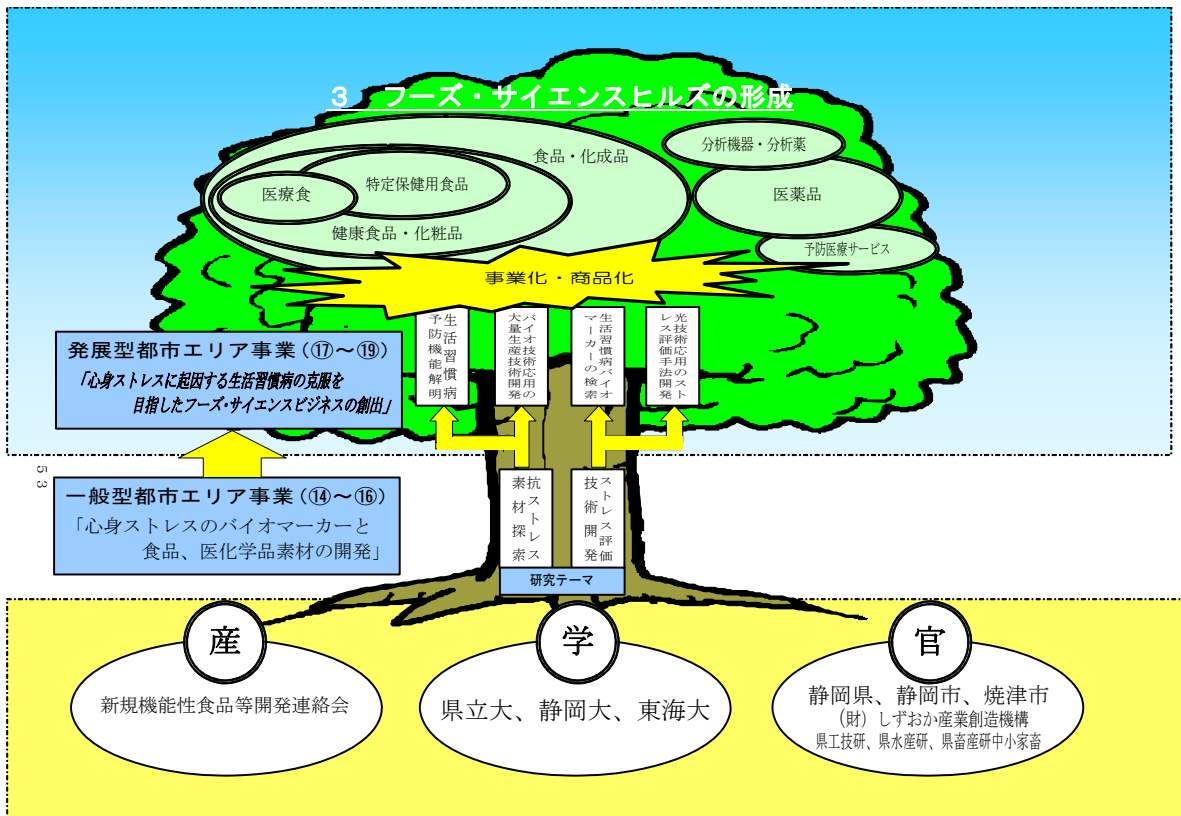 3 フーズ・サイエンスヒルズの形成
分析機器・分析薬
食品・化成品
特定保健用食品
医療食
医薬品
健康食品・化粧品
予防医療サービス
事業化・商品化
生活習慣病
予防機能解明
バイオ技術応用の
大量生産技術開発
生活習慣病バイオ
マーカーの検索
光技術応用のスト
レス評価手法開発
発展型都市エリア事業(⑰~⑲)
「心身ストレスに起因する生活習慣病の克服を
目指したフーズ・サイエンスビジネスの創出」
53
一般型都市エリア事業(⑭~⑯)
「心身ストレスのバイオマーカーと
食品、医化学品素材の開発」
抗ストレス
素材探索
ストレス評価
技術開発
研究テーマ
産
新規機能性食品等開発連絡会
学
県立大、静岡大、東海大
官
静岡県、静岡市、焼津市
(財)しずおか産業創造機構
県工技研、県水産研、県畜産研中小家畜